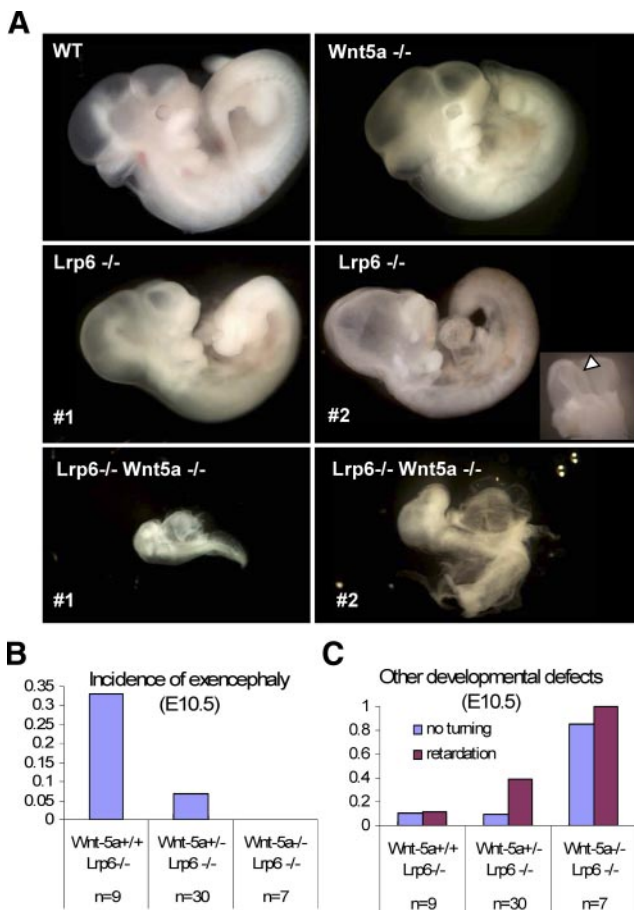 A
WT
Wnt5a -/-
Lrp6 -/-
#1
Lrp6 -/-
#2
Lrp6-/- Wnt5a -/-
#1
Lrp6-/- Wnt5a -/-
#2
B
Incidence of exencephaly
(E10.5)
0.35
0.3
0.25
0.2
0.15
0.1
0.05
0
Wnt-5a+/+
Lrp6-/-
n=9
Wnt-5a+/-
Lrp6 -/-
n=30
Wnt-5a-/-
Lrp6 -/-
n=7
C
Other developmental defects
(E10.5)
no turning
retardation
1
0.8
0.6
0.4
0.2
0
Wnt-5a+/+
Lrp6-/-
n=9
Wnt-5a+/-
Lrp6 -/-
n=30
Wnt-5a-/-
Lrp6 -/-
n=7